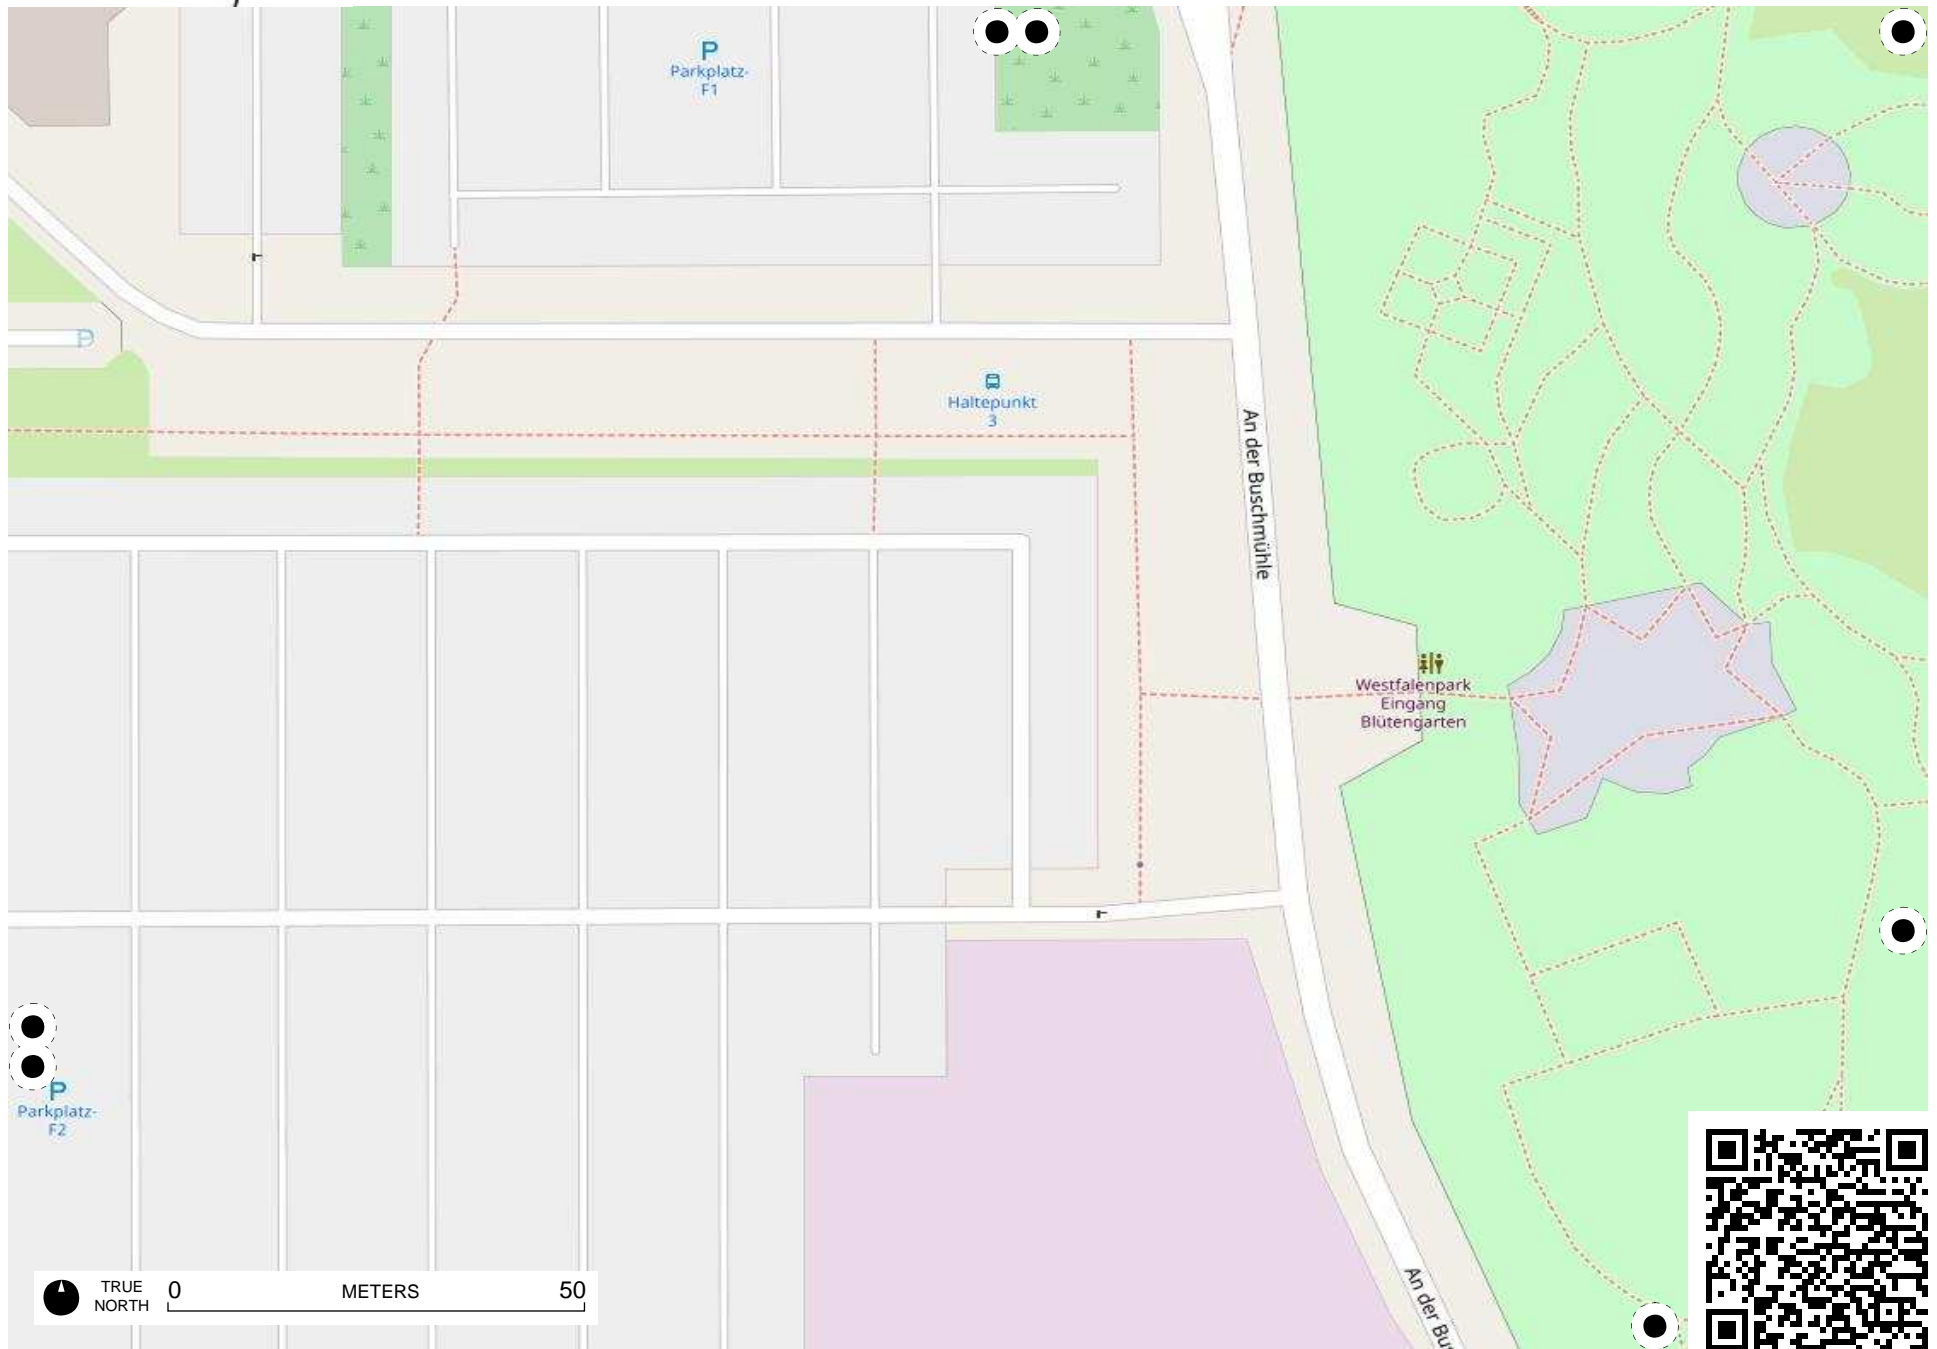 P
Parkplatz-
F1
P
Haltepunkt
3
An der Buschmühle
Westfalenpark
Eingang
Blütengarten
P
Parkplatz-
F2
An der Bus
TRUE
NORTH
0 METERS 50